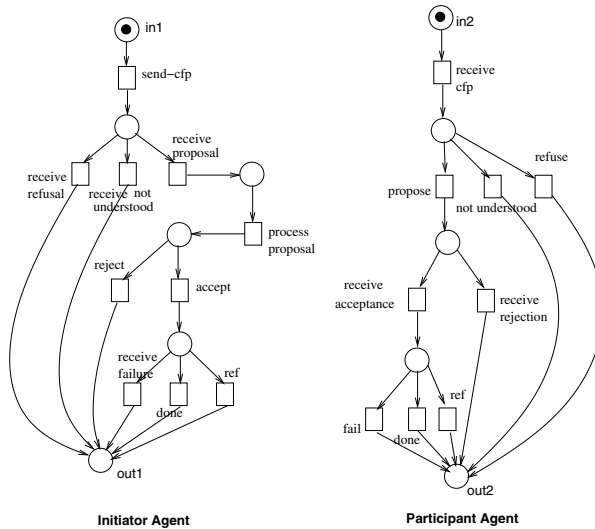 in1
send-cfp
receive
proposal
receive
refusal
receive not
understood
process
proposal
reject
accept
receive
failure
ref
done
out1
Initiator Agent
in2
receive
cfp
refuse
propose
not understood
receive
acceptance
receive
rejection
ref
fail
done
out2
Participant Agent